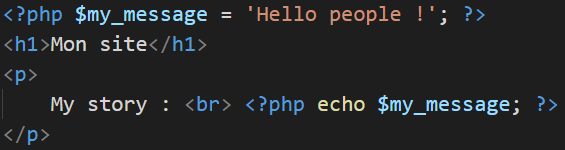 <?php $my_message = 'Hello people !'; ?>
<h1>Mon site</h1>
<p>
    My story : <br> <?php echo $my_message; ?>
</p>